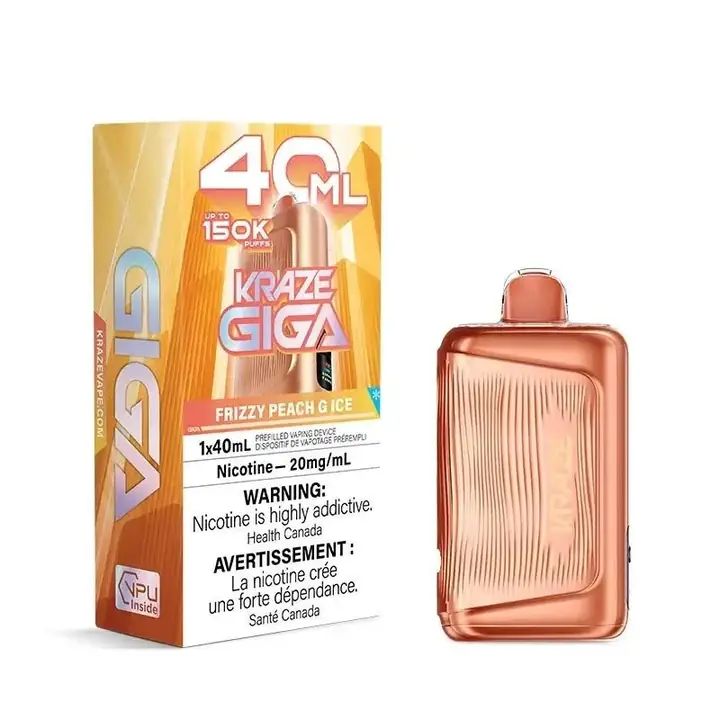 40ML
UP TO
150K
PUFFS
KRAZE
GIGA
FRIZZY PEACH G ICE
GIGA
1x40mL PREFILLED VAPING DEVICE
DISPOSITIF DE VAPOTAGE PRÉREMPLI
Nicotine — 20mg/mL
WARNING:
Nicotine is highly addictive.
Health Canada
AVERTISSEMENT :
La nicotine crée
une forte dépendance.
Santé Canada
GIGA
KRAZEVAPE.COM
VPU
Inside
KRAZE